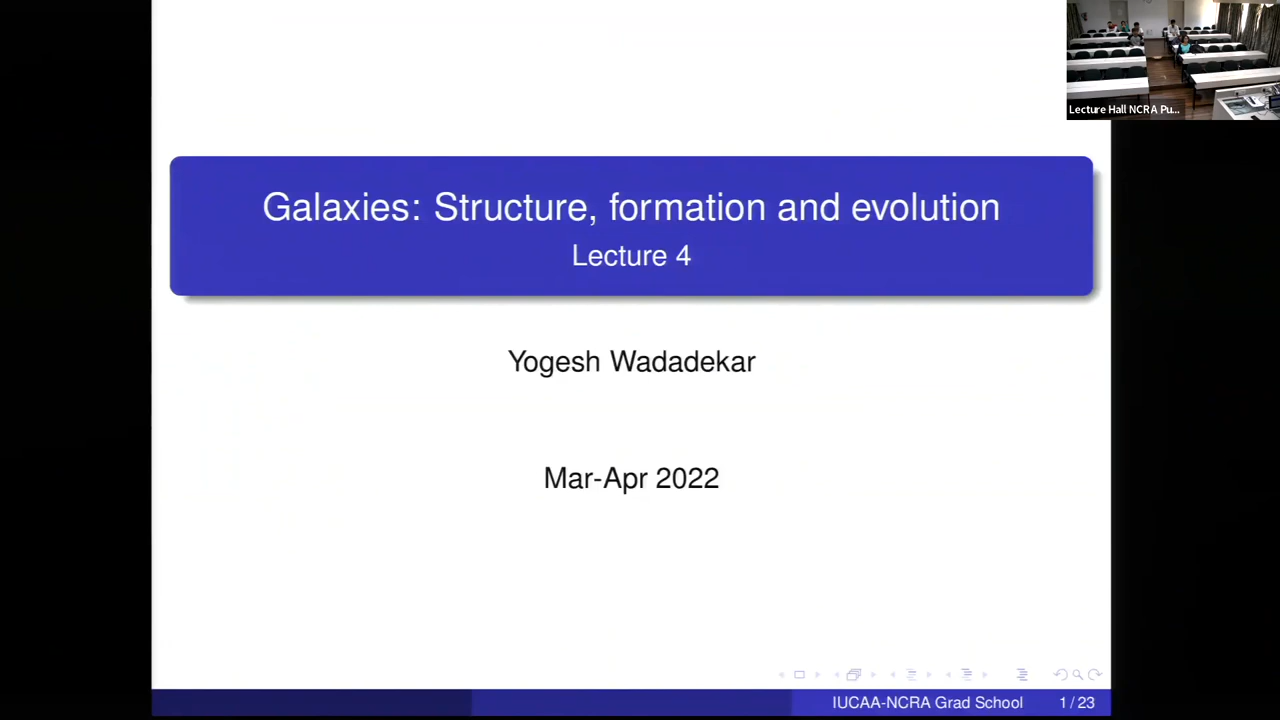 Lecture Hall NCRA Pu...
Galaxies: Structure, formation and evolution
Lecture 4
Yogesh Wadadekar
Mar-Apr 2022
IUCAA-NCRA Grad School 1 / 23